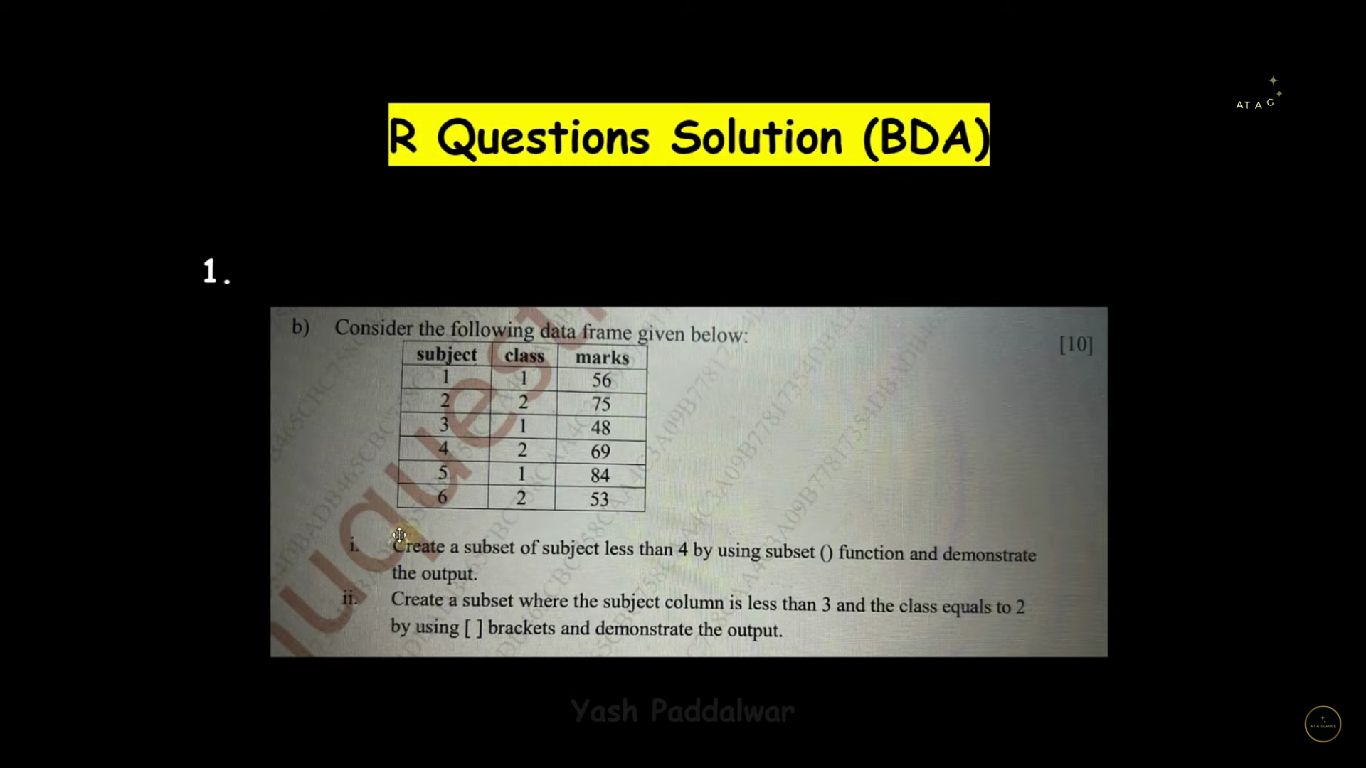 AT A G
R Questions Solution (BDA)
1.
b) Consider the following data frame given below:
[10]
subject class marks
1 1 56
2 2 75
3 1 48
4 2 69
5 1 84
6 2 53
i. Create a subset of subject less than 4 by using subset () function and demonstrate
the output.
ii. Create a subset where the subject column is less than 3 and the class equals to 2
by using [ ] brackets and demonstrate the output.
Yash Paddalwar